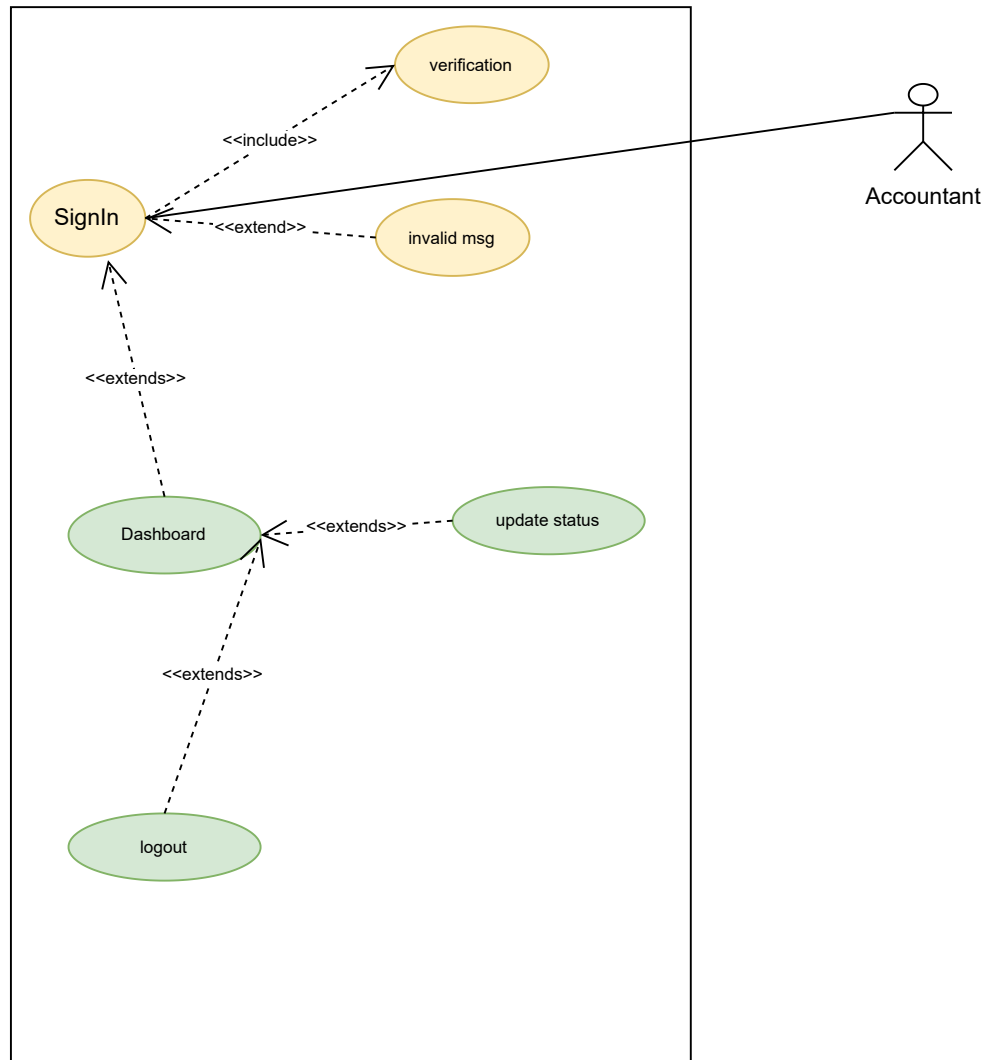 verification
<<include>>
Accountant
SignIn
<<extend>>
invalid msg
<<extends>>
Dashboard
<<extends>>
update status
<<extends>>
logout